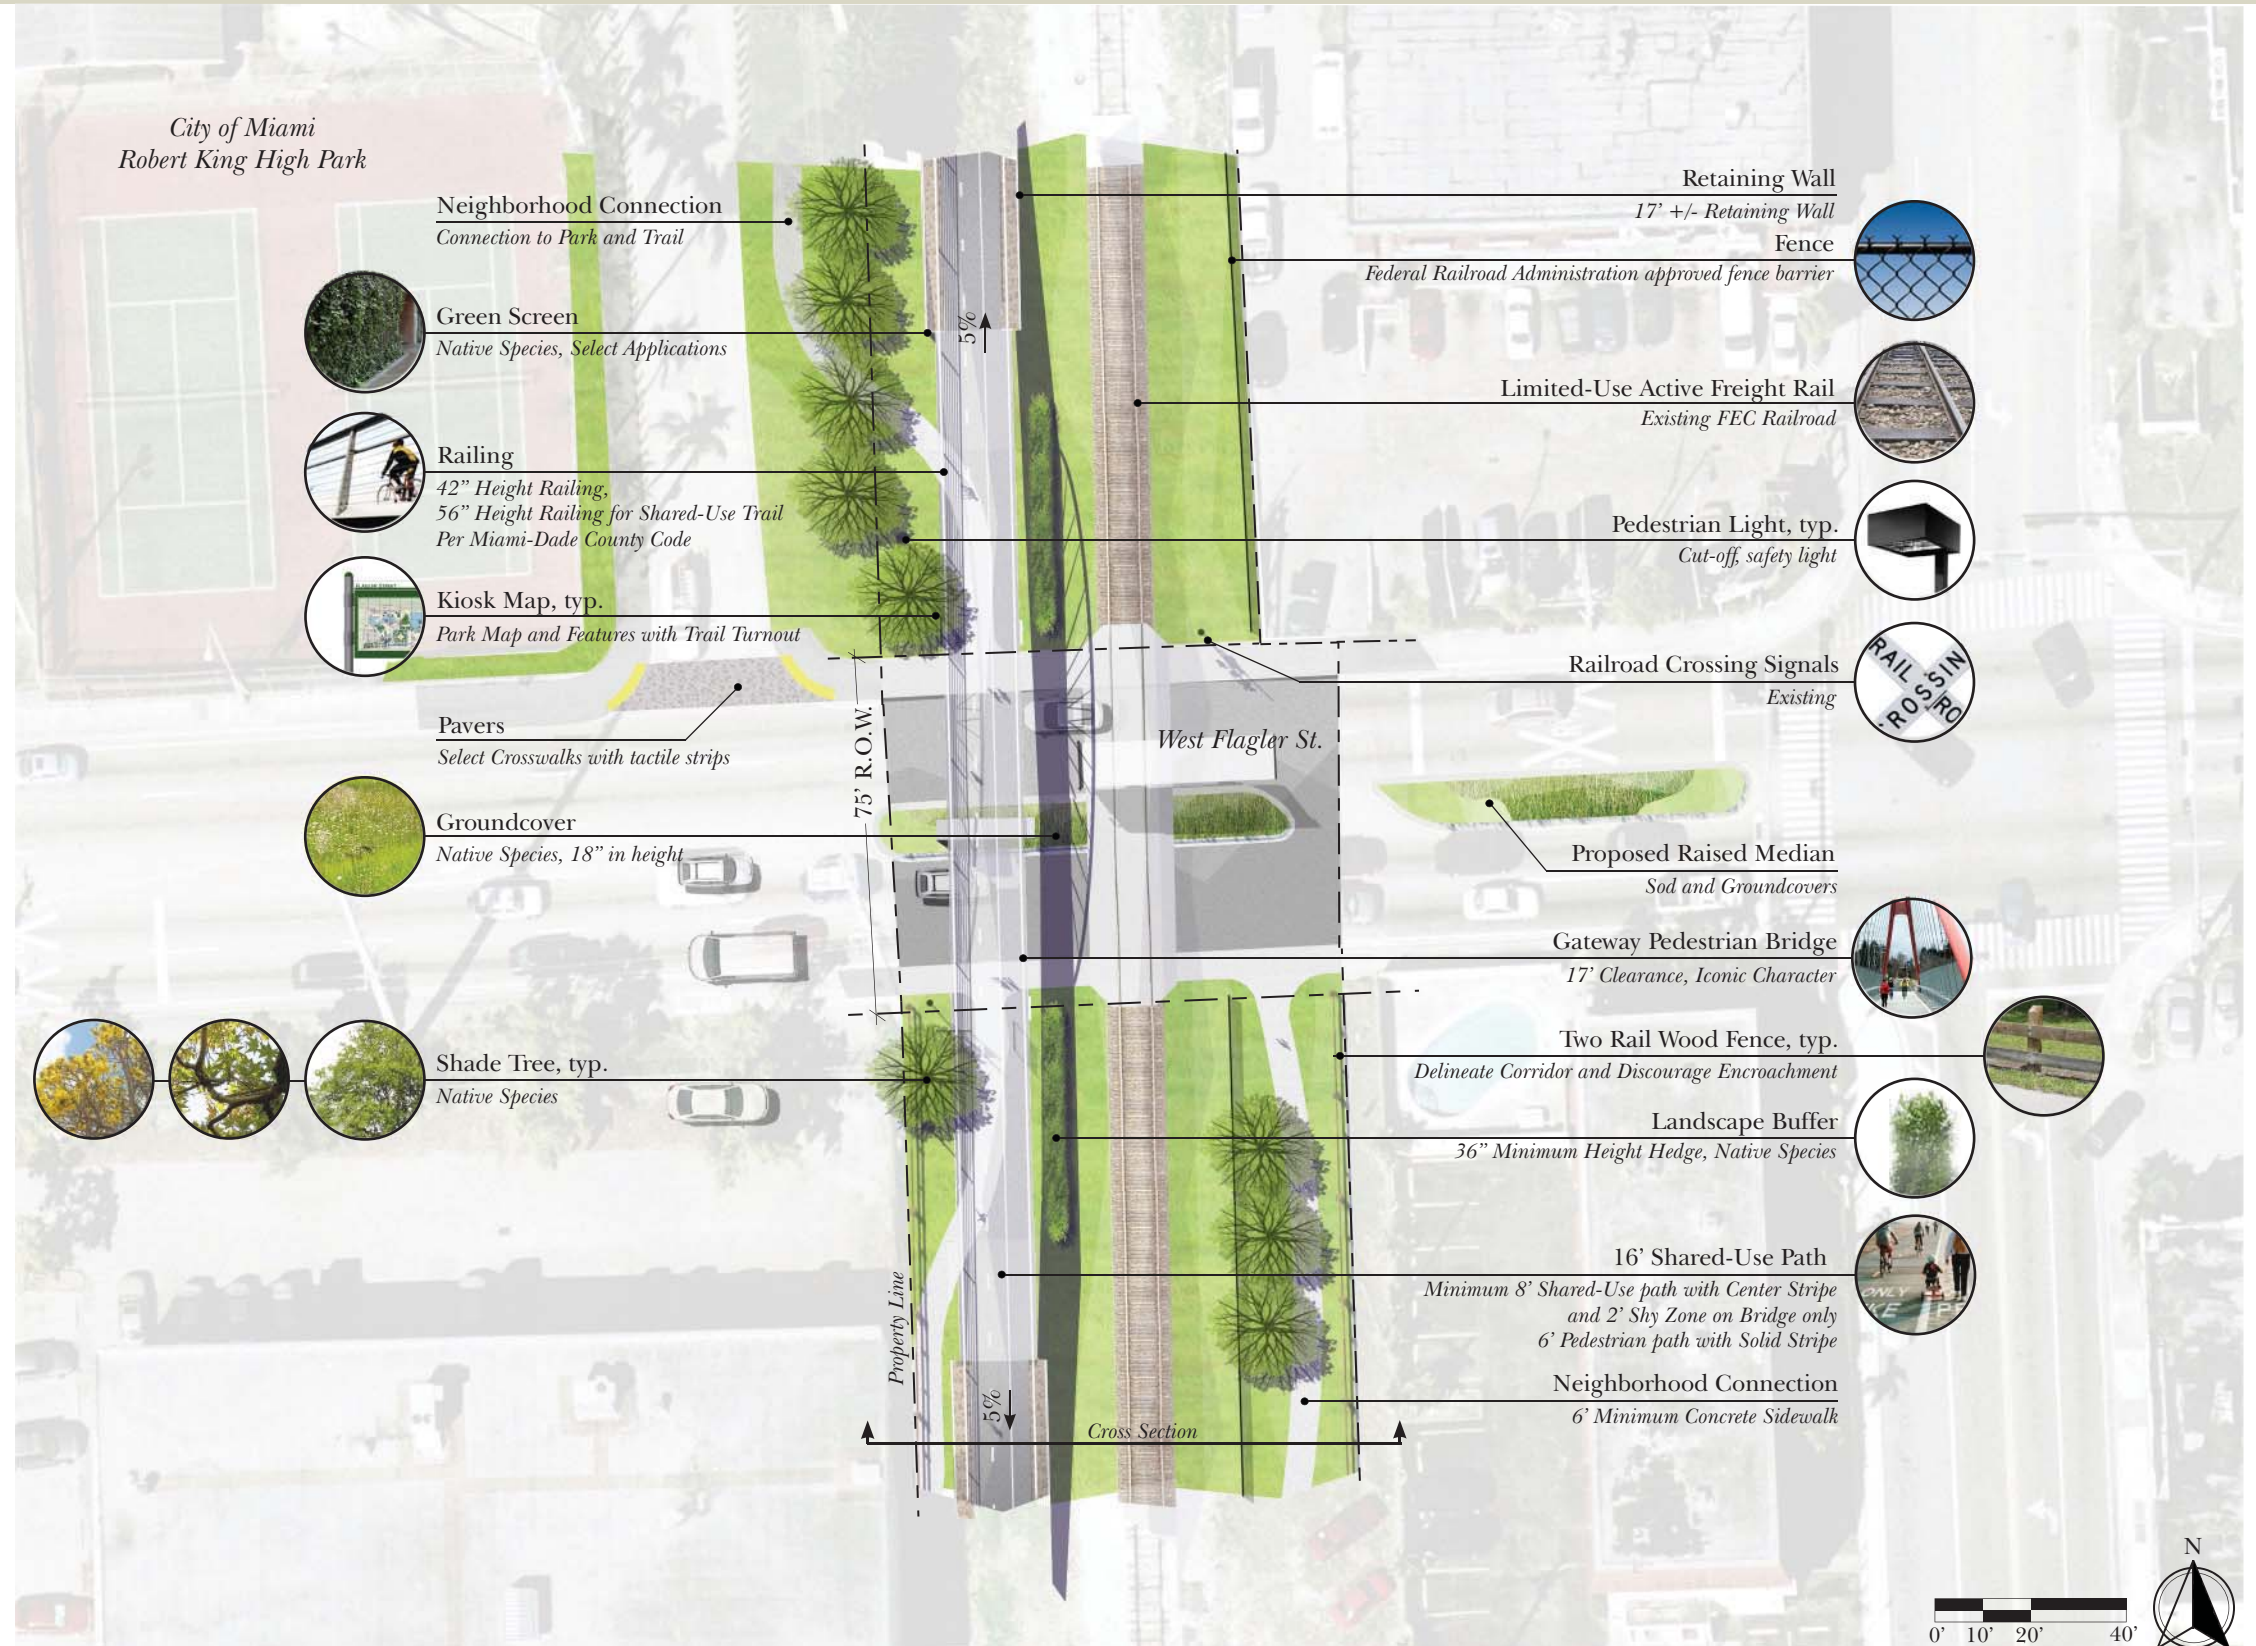 City of Miami
Robert King High Park
Neighborhood Connection
Connection to Park and Trail
Green Screen
Native Species, Select Applications
Railing
42” Height Railing,
56” Height Railing for Shared-Use Trail
Per Miami-Dade County Code
Kiosk Map, typ.
Park Map and Features with Trail Turnout
Pavers
Select Crosswalks with tactile strips
Groundcover
Native Species, 18” in height
Shade Tree, typ.
Native Species
5%
75’ R.O.W.
West Flagler St.
Property Line
5%
Cross Section
Retaining Wall
17’ +/- Retaining Wall
Fence
Federal Railroad Administration approved fence barrier
Limited-Use Active Freight Rail
Existing FEC Railroad
Pedestrian Light, typ.
Cut-off, safety light
Railroad Crossing Signals
Existing
RAIL
CROSSIN
RO
Proposed Raised Median
Sod and Groundcovers
Gateway Pedestrian Bridge
17’ Clearance, Iconic Character
Two Rail Wood Fence, typ.
Delineate Corridor and Discourage Encroachment
Landscape Buffer
36” Minimum Height Hedge, Native Species
16’ Shared-Use Path
Minimum 8’ Shared-Use path with Center Stripe
and 2’ Shy Zone on Bridge only
6’ Pedestrian path with Solid Stripe
ONLY
Neighborhood Connection
6’ Minimum Concrete Sidewalk
N
0’ 10’ 20’ 40’